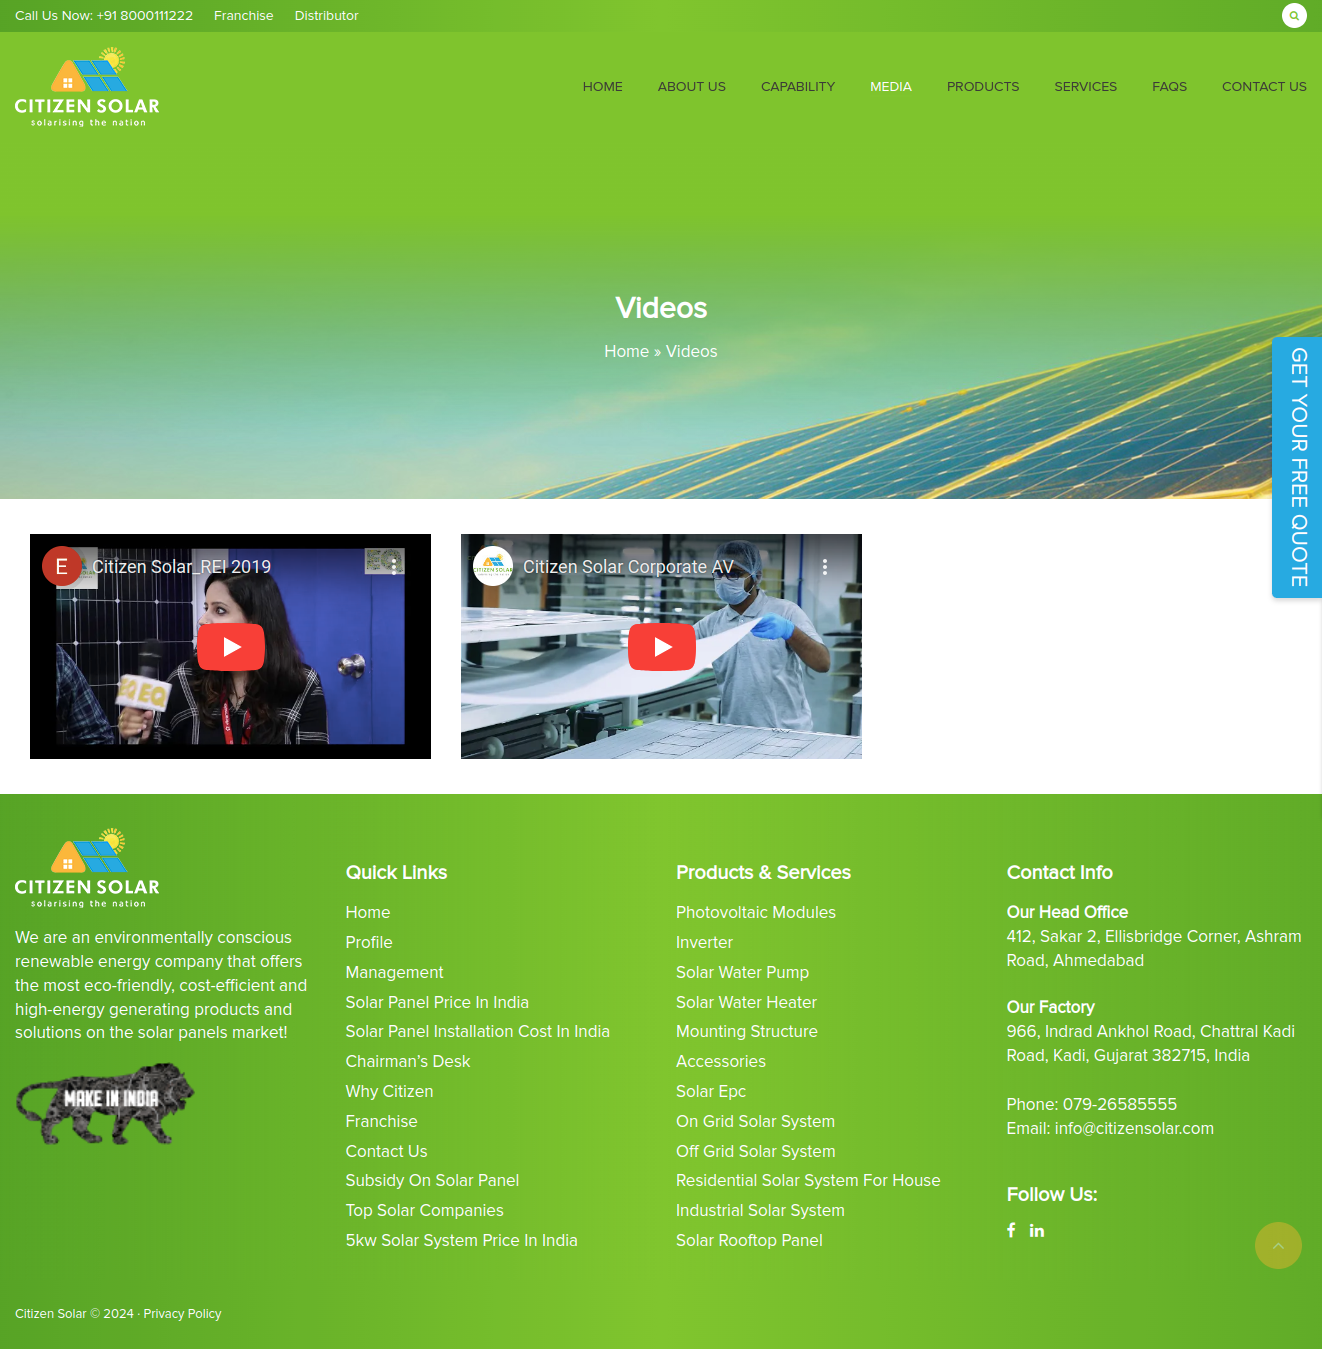 Call Us Now: +91 8000111222 Franchise Distributor
CITIZEN SOLAR
solarising the nation
HOME ABOUT US CAPABILITY MEDIA PRODUCTS SERVICES FAQS CONTACT US
Videos
Home » Videos
GET YOUR FREE QUOTE
E Citizen Solar_REI 2019
EQ EQ
Citizen Solar Corporate AV
CITIZEN SOLAR
CITIZEN SOLAR
solarising the nation
We are an environmentally conscious
renewable energy company that offers
the most eco-friendly, cost-efficient and
high-energy generating products and
solutions on the solar panels market!
MAKE IN INDIA
Quick Links
Home
Profile
Management
Solar Panel Price In India
Solar Panel Installation Cost In India
Chairman’s Desk
Why Citizen
Franchise
Contact Us
Subsidy On Solar Panel
Top Solar Companies
5kw Solar System Price In India
Products & Services
Photovoltaic Modules
Inverter
Solar Water Pump
Solar Water Heater
Mounting Structure
Accessories
Solar Epc
On Grid Solar System
Off Grid Solar System
Residential Solar System For House
Industrial Solar System
Solar Rooftop Panel
Contact Info
Our Head Office
412, Sakar 2, Ellisbridge Corner, Ashram
Road, Ahmedabad
Our Factory
966, Indrad Ankhol Road, Chattral Kadi
Road, Kadi, Gujarat 382715, India
Phone: 079-26585555
Email: info@citizensolar.com
Follow Us:
Citizen Solar © 2024 · Privacy Policy